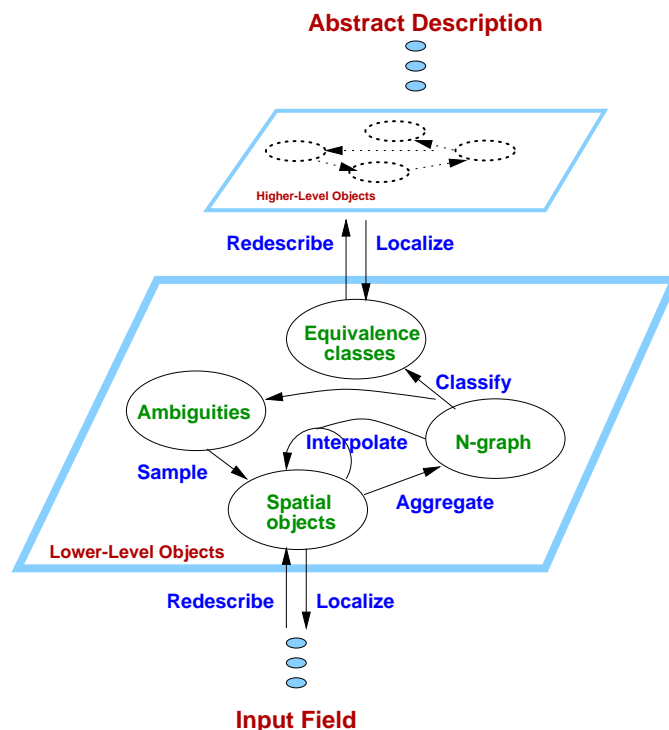 Abstract Description
Higher-Level Objects
Redescribe
Localize
Equivalence
classes
Classify
Ambiguities
Interpolate
N-graph
Sample
Spatial
objects
Aggregate
Lower-Level Objects
Redescribe
Localize
Input Field